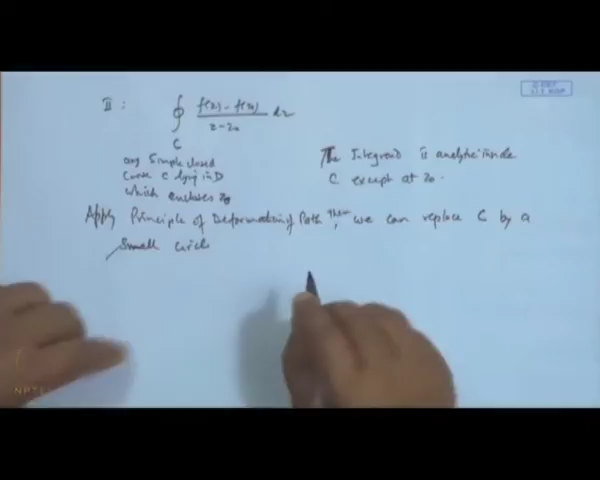 II : ∮ f(z) - f(z0) / z - z0 dz
C
any simple closed
curve C lying in D
which encloses z0
The Integrand is analytic inside
C except at z0.
Apply Principle of Deformation of Path Then, we can replace C by a
small circle
NPTEL